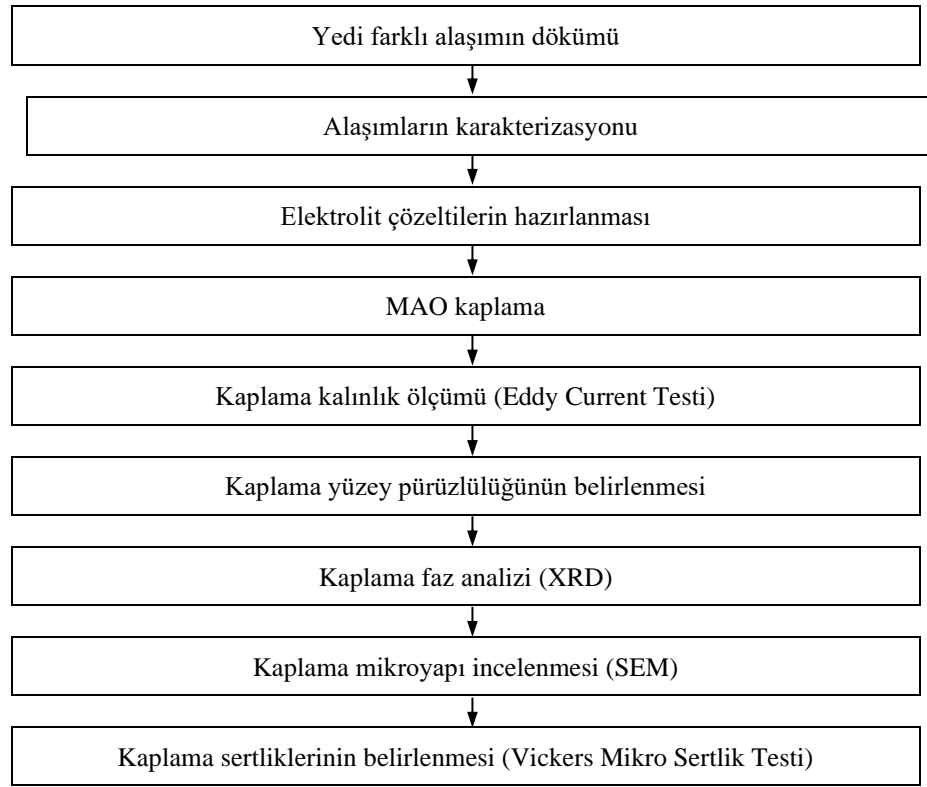 Yedi farklı alaşımın dökümü
Alaşımların karakterizasyonu
Elektrolit çözeltilerin hazırlanması
MAO kaplama
Kaplama kalınlık ölçümü (Eddy Current Testi)
Kaplama yüzey pürüzlülüğünün belirlenmesi
Kaplama faz analizi (XRD)
Kaplama mikroyapı incelenmesi (SEM)
Kaplama sertliklerinin belirlenmesi (Vickers Mikro Sertlik Testi)